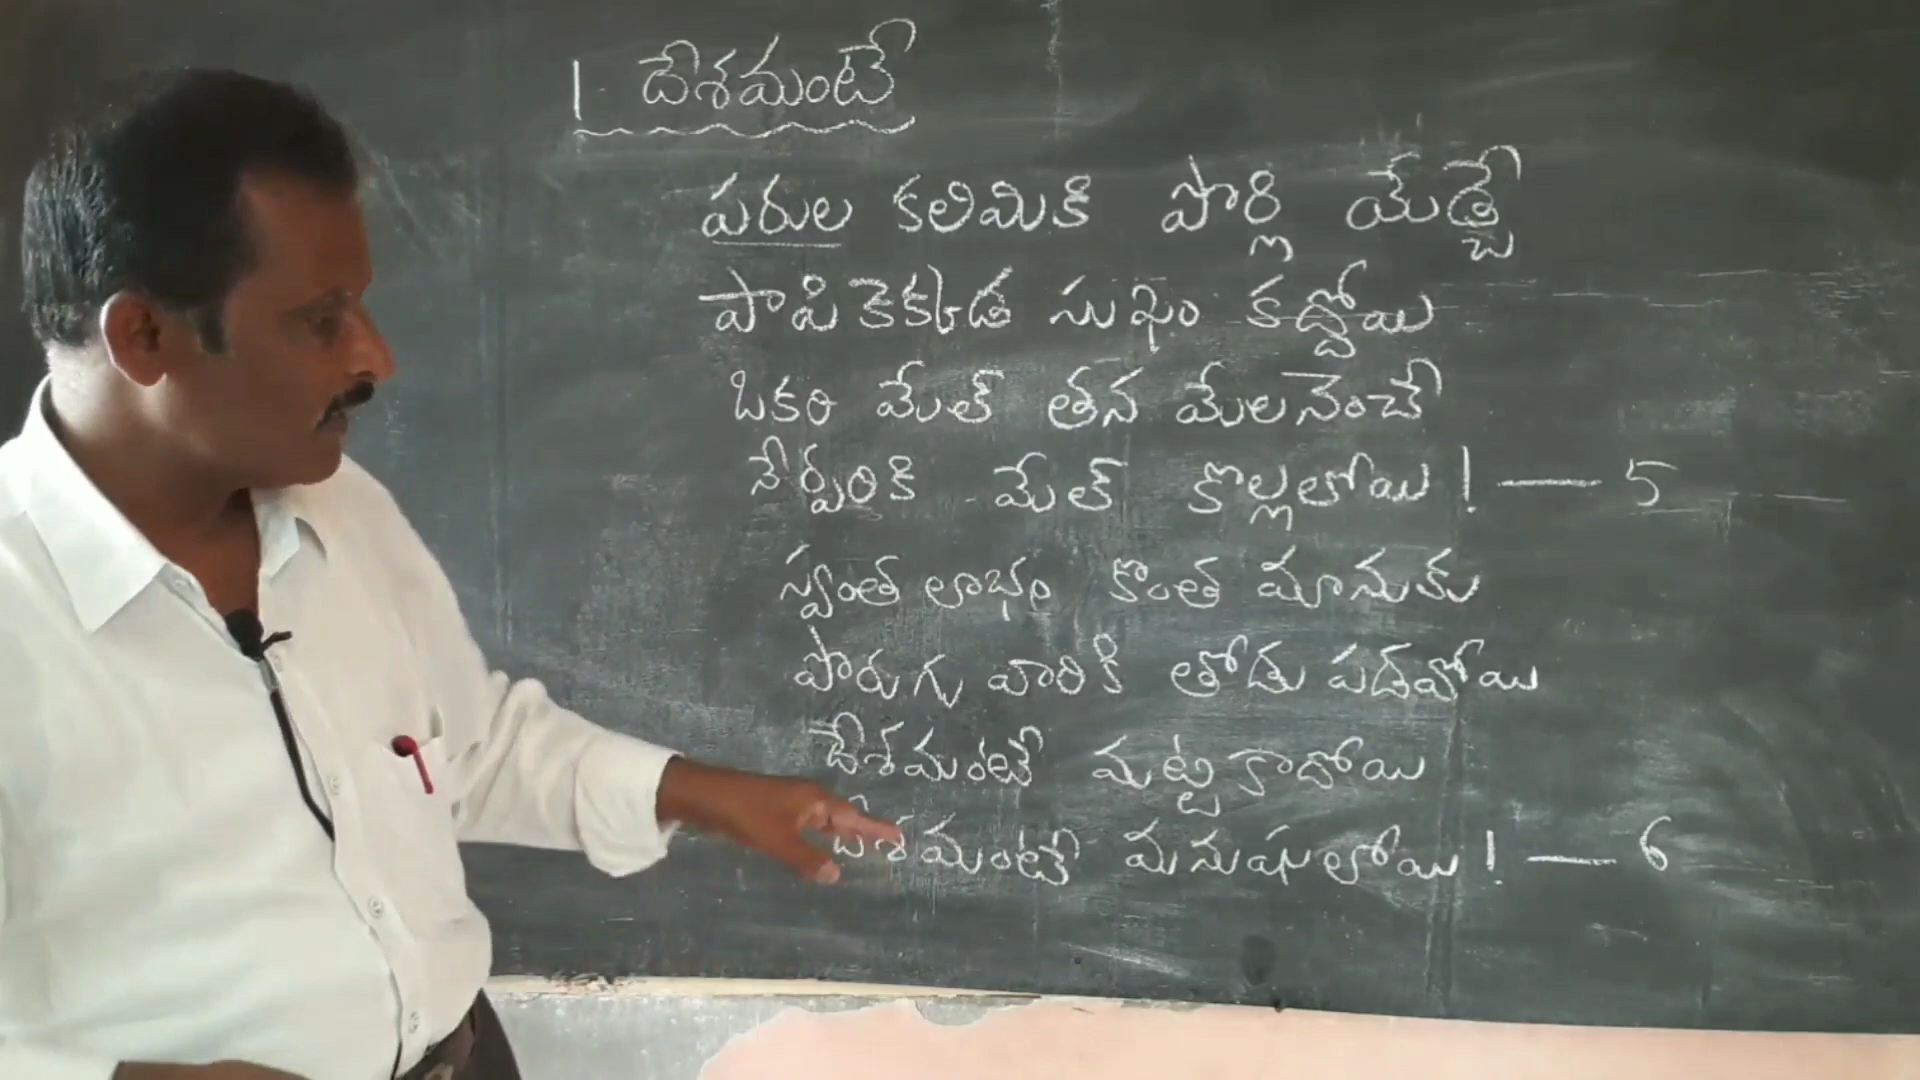 1. దేశమంటే
పరుల కలిమికి పొర్లి యేడ్చే
పాపికెక్కడ సుఖం కద్దోయి
ఒకరి మేల్ తన మేలనెంచే
నేర్పరికి మేల్ కొల్లలోయి! — 5
స్వంత లాభం కొంత మానుకు
పొరుగు వారికి తోడు పడవోయి
దేశమంటే మట్టి కాదోయి
దేశమంటే మనుషులోయి! — 6